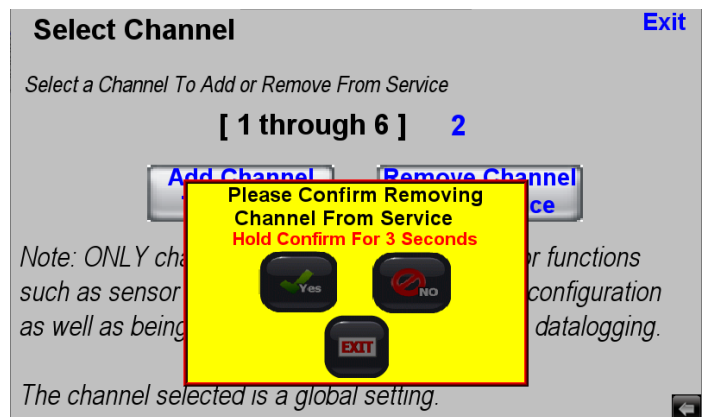 Select Channel
Exit
Select a Channel To Add or Remove From Service
[ 1 through 6 ] 2
Add Channel
Remove Channel
Please Confirm Removing
Channel From Service
Hold Confirm For 3 Seconds
Note: ONLY
or functions
Yes
NO
such as sensor
configuration
as well as being
datalogging.
EXIT
The channel selected is a global setting.